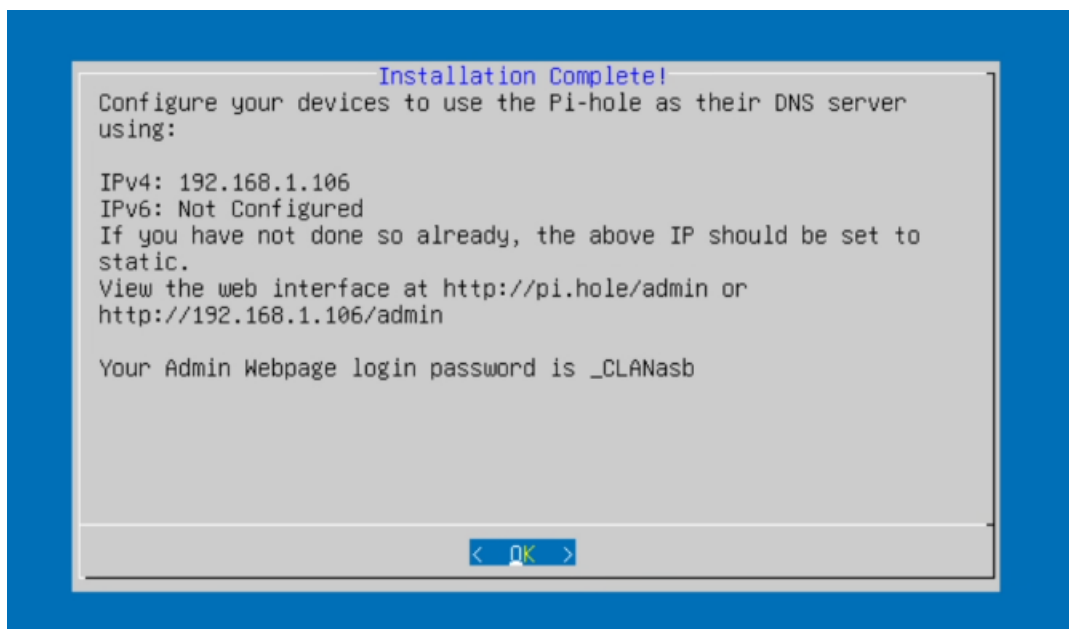 Installation Complete!
Configure your devices to use the Pi-hole as their DNS server
using:
IPv4: 192.168.1.106
IPv6: Not Configured
If you have not done so already, the above IP should be set to
static.
View the web interface at http://pi.hole/admin or
http://192.168.1.106/admin
Your Admin Webpage login password is _CLANasb
< OK >